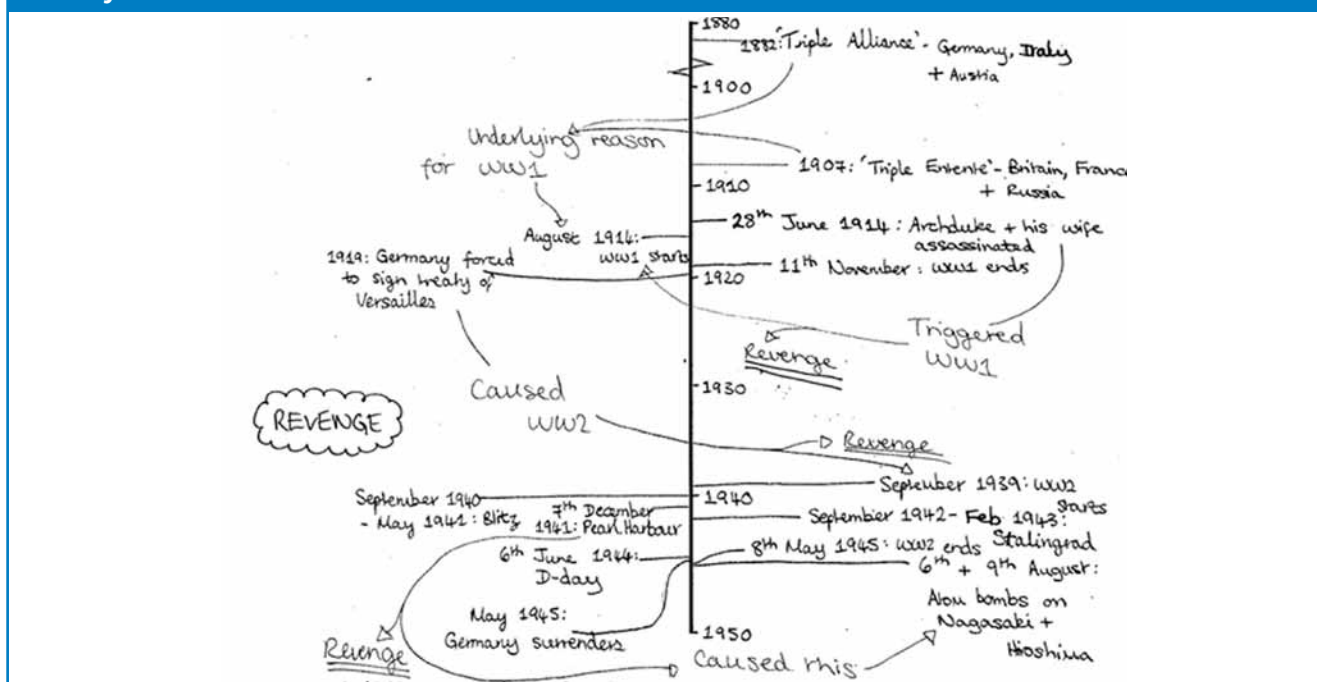 1880
1882: 'Triple Alliance' - Germany, Italy
+ Austria
1900
Underlying reason
for WW1
1907: 'Triple Entente' - Britain, Franc
+ Russia
1910
28th June 1914: Archduke + his wife
assassinated
August 1914:
WW1 starts
1919: Germany forced
to sign treaty of
Versailles
11th November: WW1 ends
1920
Triggered
WW1
Revenge
1930
Caused
WW2
REVENGE
Revenge
September 1939: WW2
starts
1940
September 1940
- May 1941: Blitz
7th December
1941: Pearl Harbour
September 1942 - Feb 1943:
Stalingrad
8th May 1945: WW2 ends
6th June 1944:
D-day
6th + 9th August:
Atom bombs on
Nagasaki +
Hioshima
May 1945:
Germany surrenders
1950
Revenge
Caused this